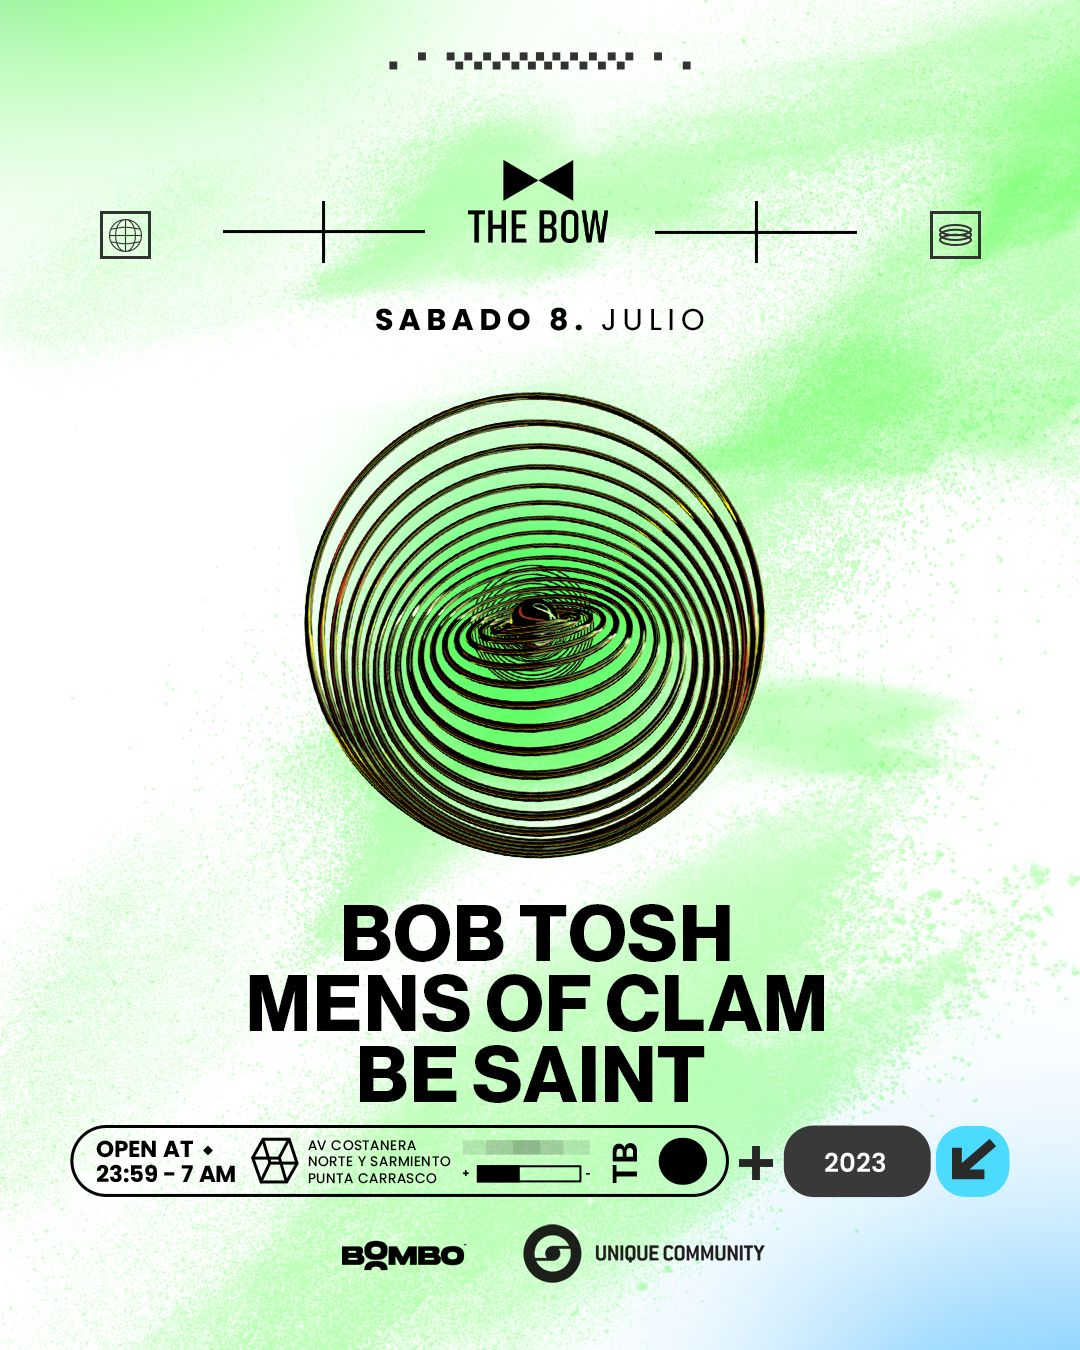 THE BOW
SABADO 8. JULIO
BOB TOSH
MENS OF CLAM
BE SAINT
OPEN AT ◆
23:59 - 7 AM
AV COSTANERA
NORTE Y SARMIENTO
PUNTA CARRASCO
+ -
TB
+
2023
BOMBO
UNIQUE COMMUNITY